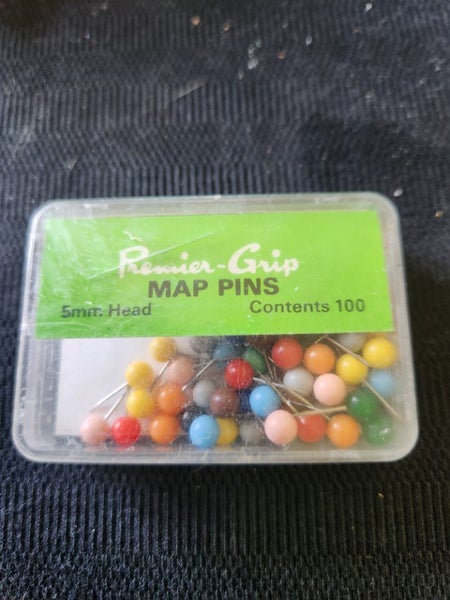 Premier-Grip
MAP PINS
5mm Head Contents 100